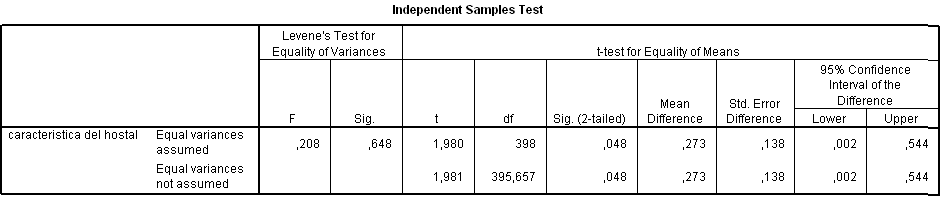 Independent Samples Test
Levene's Test for Equality of Variances
t-test for Equality of Means
95% Confidence Interval of the Difference
F Sig. t df Sig. (2-tailed) Mean Difference Std. Error Difference Lower Upper
caracteristica del hostal Equal variances assumed ,208 ,648 1,980 398 ,048 ,273 ,138 ,002 ,544
Equal variances not assumed 1,981 395,657 ,048 ,273 ,138 ,002 ,544